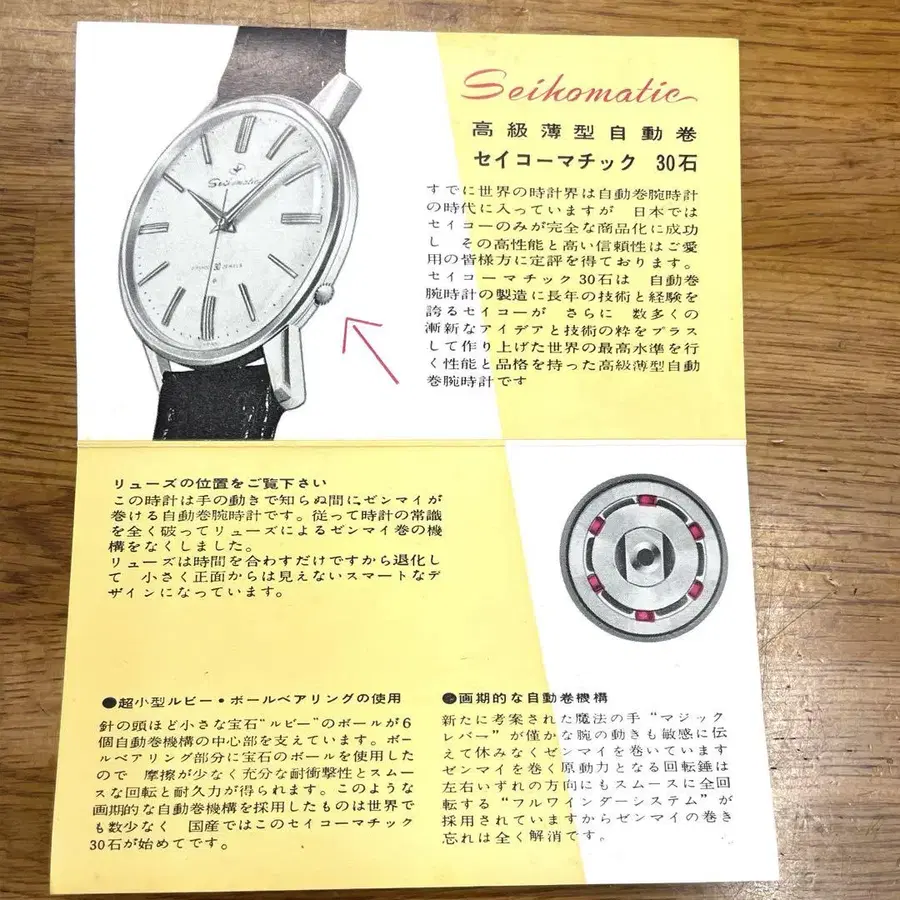 Seikomatic
高級薄型自動巻
セイコーマチック 30石
すでに世界の時計界は自動巻腕時計
の時代に入っていますが 日本では
セイコーのみが完全な商品化に成功
し その高性能と高い信頼性はご愛
用の皆様方に定評を得ております。
セイコーマチック30石は 自動巻
腕時計の製造に長年の技術と経験を
誇るセイコーが さらに 数多くの
漸新なアイデアと技術の粋をプラス
して作り上げた世界の最高水準を行
く性能と品格を持った高級薄型自動
巻腕時計です
Seikomatic
30 JEWELS
リューズの位置をご覧下さい
この時計は手の動きで知らぬ間にゼンマイが
巻ける自動巻腕時計です。従って時計の常識
を全く破ってリューズによるゼンマイ巻の機
構をなくしました。
リューズは時間を合わすだけですから退化し
て 小さく正面からは見えないスマートなデ
ザインになっています。
●超小型ルビー・ボールベアリングの使用
針の頭ほど小さな宝石“ルビー”のボールが6
個自動巻機構の中心部を支えています。ボー
ルベアリング部分に宝石のボールを使用した
ので 摩擦が少なく充分な耐衝撃性とスムー
スな回転と耐久力が得られます。このような
画期的な自動巻機構を採用したものは世界で
も数少なく 国産ではこのセイコーマチック
30石が始めてです。
●画期的な自動巻機構
新たに考案された魔法の手“マジック
レバー”が僅かな腕の動きも敏感に伝
えて休みなくゼンマイを巻いています
ゼンマイを巻く原動力となる回転錘は
左右いずれの方向にもスムースに全回
転する“フルワインダーシステム”が
採用されていますからゼンマイの巻き
忘れは全く解消です。